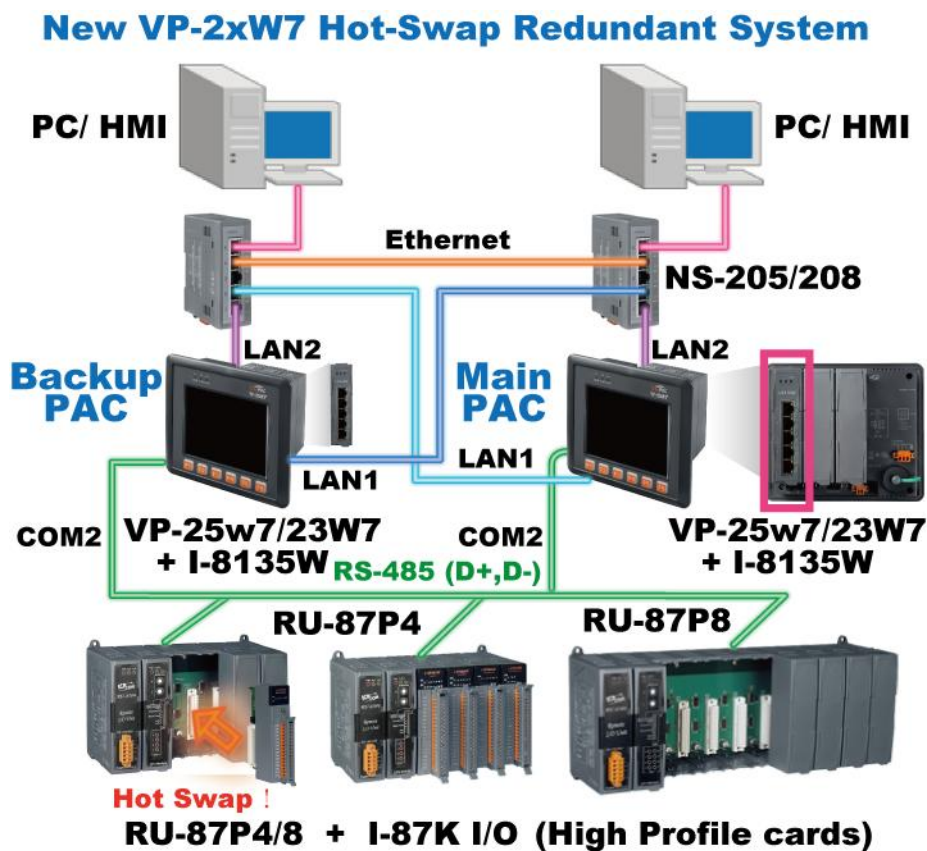 New VP-2xW7 Hot-Swap Redundant System
PC/ HMI
PC/ HMI
Ethernet
NS-205/208
LAN2
LAN2
Backup
PAC
Main
PAC
LAN1
LAN1
COM2
COM2
VP-25w7/23W7
+ I-8135W
VP-25w7/23W7
+ I-8135W
RS-485 (D+,D-)
RU-87P4
RU-87P8
Hot Swap !
RU-87P4/8 + I-87K I/O (High Profile cards)